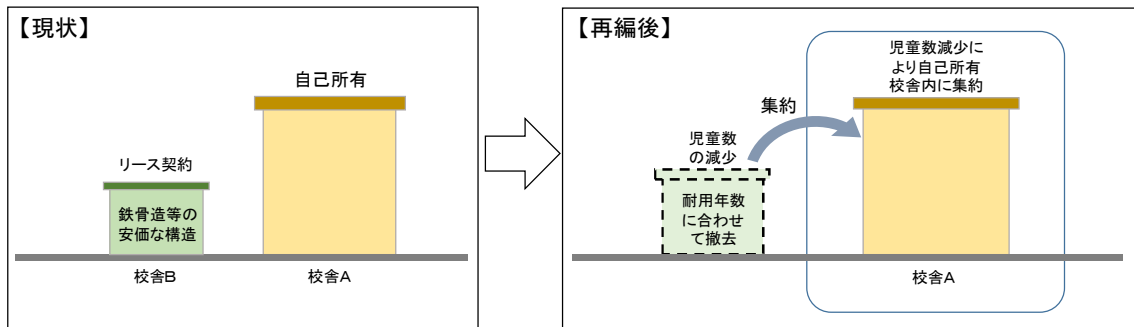 【現状】
自己所有
リース契約
鉄骨造等の
安価な構造
校舎B
校舎A
【再編後】
児童数減少に
より自己所有
校舎内に集約
集約
児童数
の減少
耐用年数
に合わせ
て撤去
校舎A